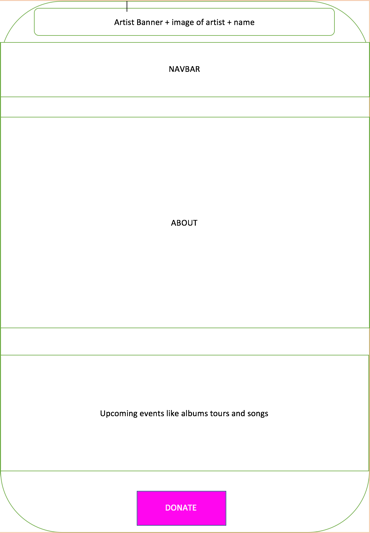 Artist Banner + image of artist + name
NAVBAR
ABOUT
Upcoming events like albums tours and songs
DONATE